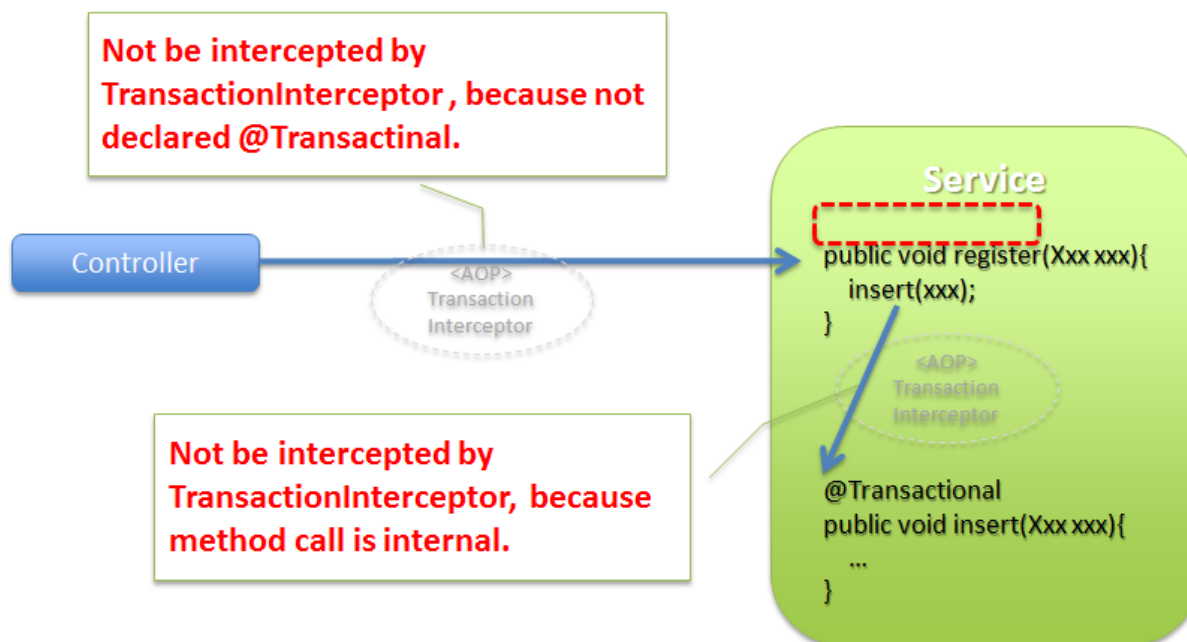 Not be intercepted by
TransactionInterceptor , because not
declared @Transactinal.
Service
Controller
<AOP>
Transaction
Interceptor
public void register(Xxx xxx){
insert(xxx);
}
<AOP>
Transaction
Interceptor
Not be intercepted by
TransactionInterceptor, because
method call is internal.
@Transactional
public void insert(Xxx xxx){
...
}